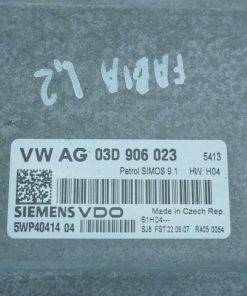 FABIA 1,2
VW AG 03D 906 023 5413
Petrol SIMOS 9.1 HW: H04
SIEMENS VDO Made in Czech Rep.
5WP40414 04 61H04---
SJ8 FST 22.08.07 R405 0054